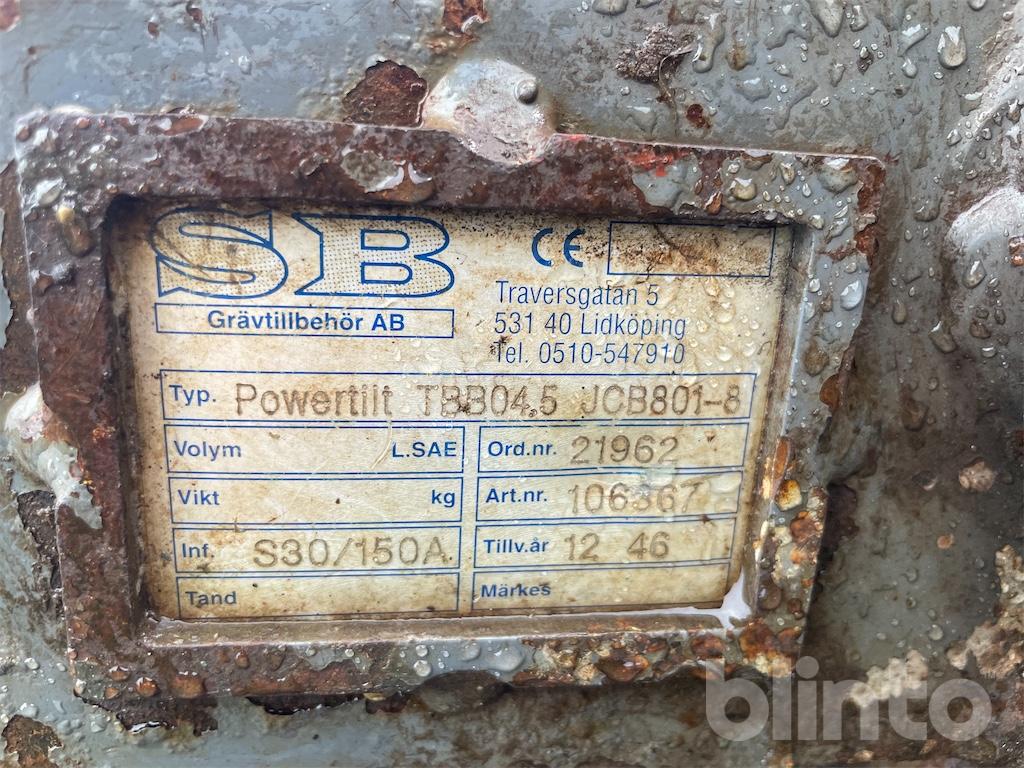 SB
Grävtillbehör AB
CE
Traversgatan 5
531 40 Lidköping
Tel. 0510-547910
Typ. Powertilt TBB04,5 JCB801-8
Volym L.SAE
Ord.nr. 21962
Vikt kg
Art.nr. 106367
Inf. S30/150A
Tillv.år 12 46
Tand
Märkes
blinto